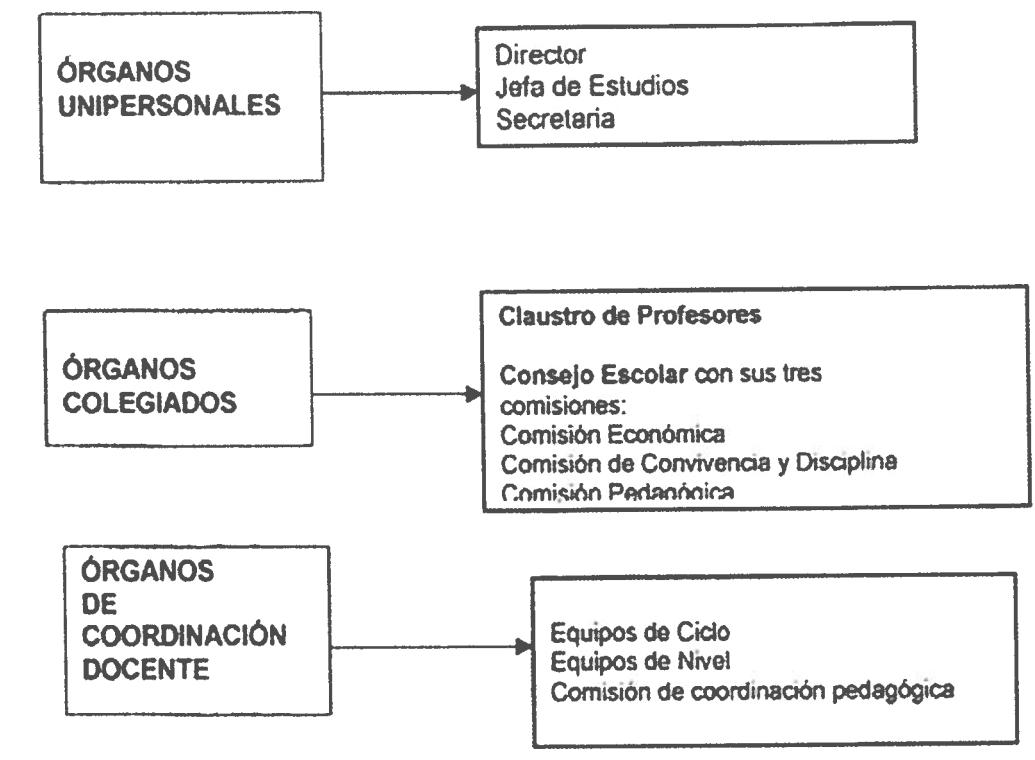 ÓRGANOS
UNIPERSONALES
Director
Jefa de Estudios
Secretaria
ÓRGANOS
COLEGIADOS
Claustro de Profesores
Consejo Escolar con sus tres
comisiones:
Comisión Económica
Comisión de Convivencia y Disciplina
Comisión Pedagógica
ÓRGANOS
DE
COORDINACIÓN
DOCENTE
Equipos de Ciclo
Equipos de Nivel
Comisión de coordinación pedagógica